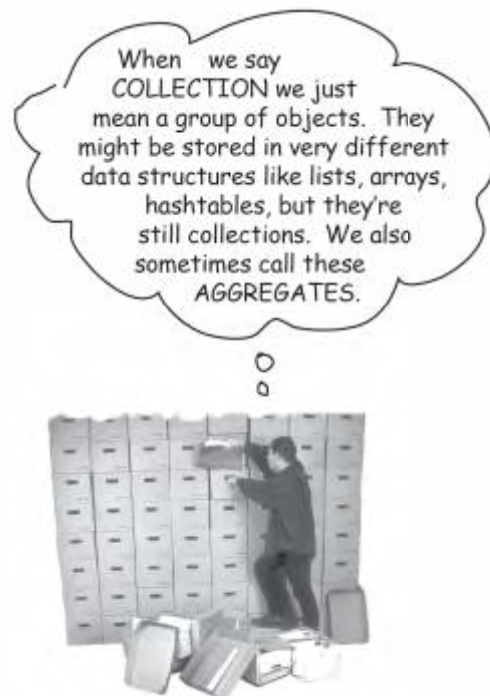 When we say
COLLECTION we just
mean a group of objects. They
might be stored in very different
data structures like lists, arrays,
hashtables, but they're
still collections. We also
sometimes call these
AGGREGATES.